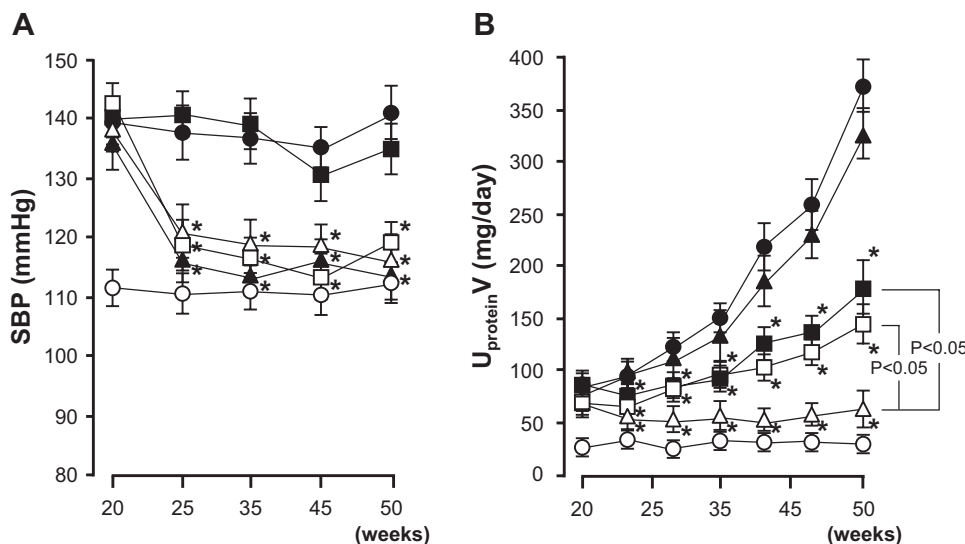 A
SBP (mmHg)
150
140
130
120
110
100
90
80
20 25 35 45 50
(weeks)
* * * *
* * * *
* * * *
B
UproteinV (mg/day)
400
350
300
250
200
150
100
50
0
20 25 35 45 50
(weeks)
* * *
* * * * * *
* * * * * *
P<0.05
P<0.05